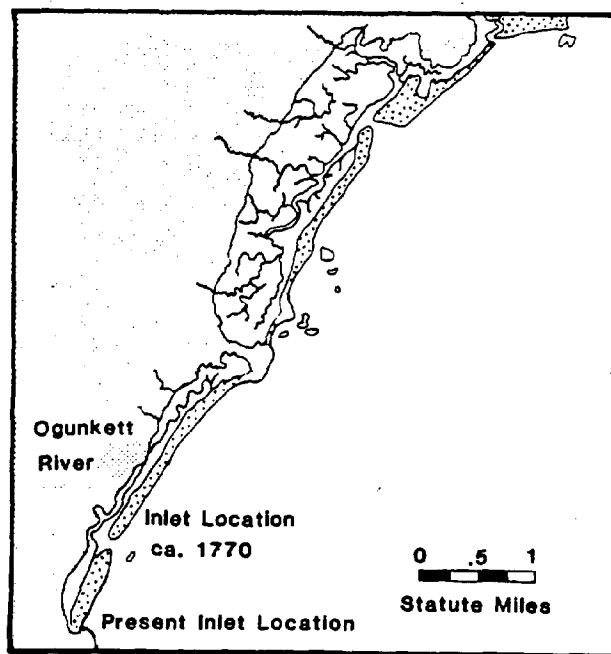 Ogunkett
River
Inlet Location
ca. 1770
0 .5 1
Statute Miles
Present Inlet Location